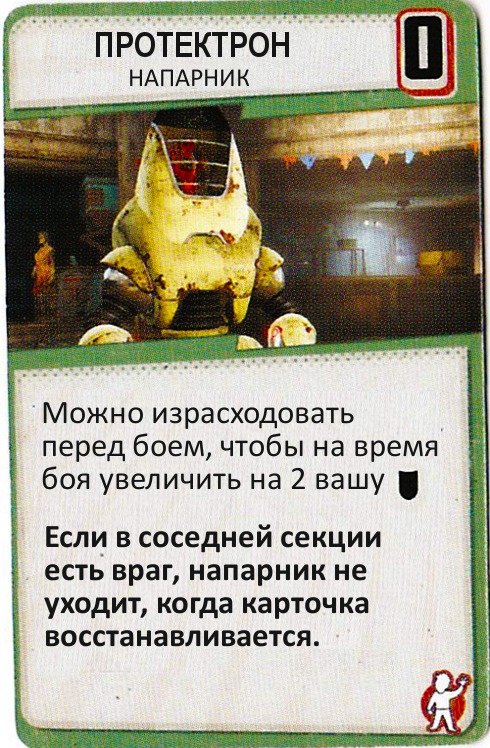 ПРОТЕКТРОН
НАПАРНИК
0
Можно израсходовать
перед боем, чтобы на время
боя увеличить на 2 вашу
Если в соседней секции
есть враг, напарник не
уходит, когда карточка
восстанавливается.